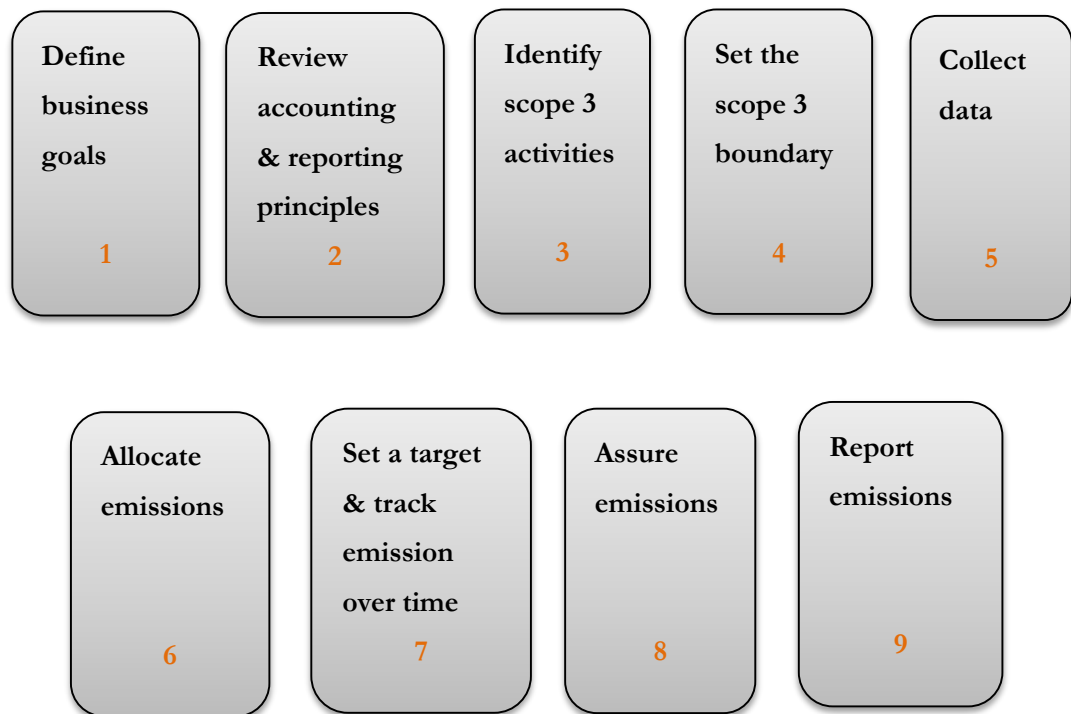 Define
business
goals
1
Review
accounting
& reporting
principles
2
Identify
scope 3
activities
3
Set the
scope 3
boundary
4
Collect
data
5
Allocate
emissions
6
Set a target
& track
emission
over time
7
Assure
emissions
8
Report
emissions
9